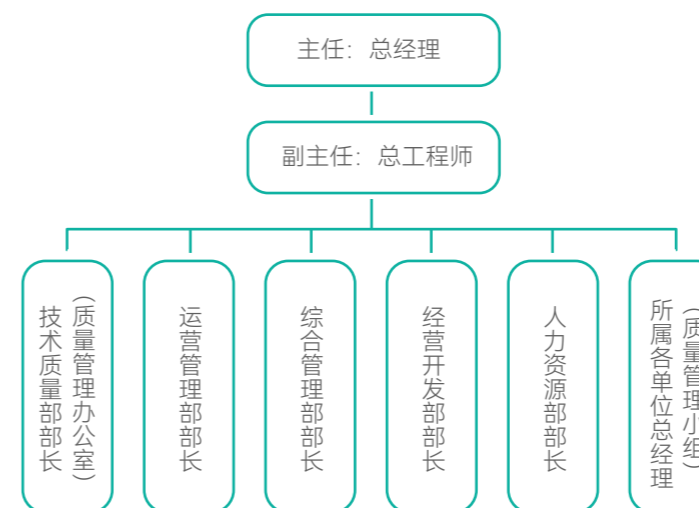 主任：总经理
副主任：总工程师
技术质量部部长
（质量管理办公室）
运营管理部部长
综合管理部部长
经营开发部部长
人力资源部部长
所属各单位总经理
（质量管理小组）